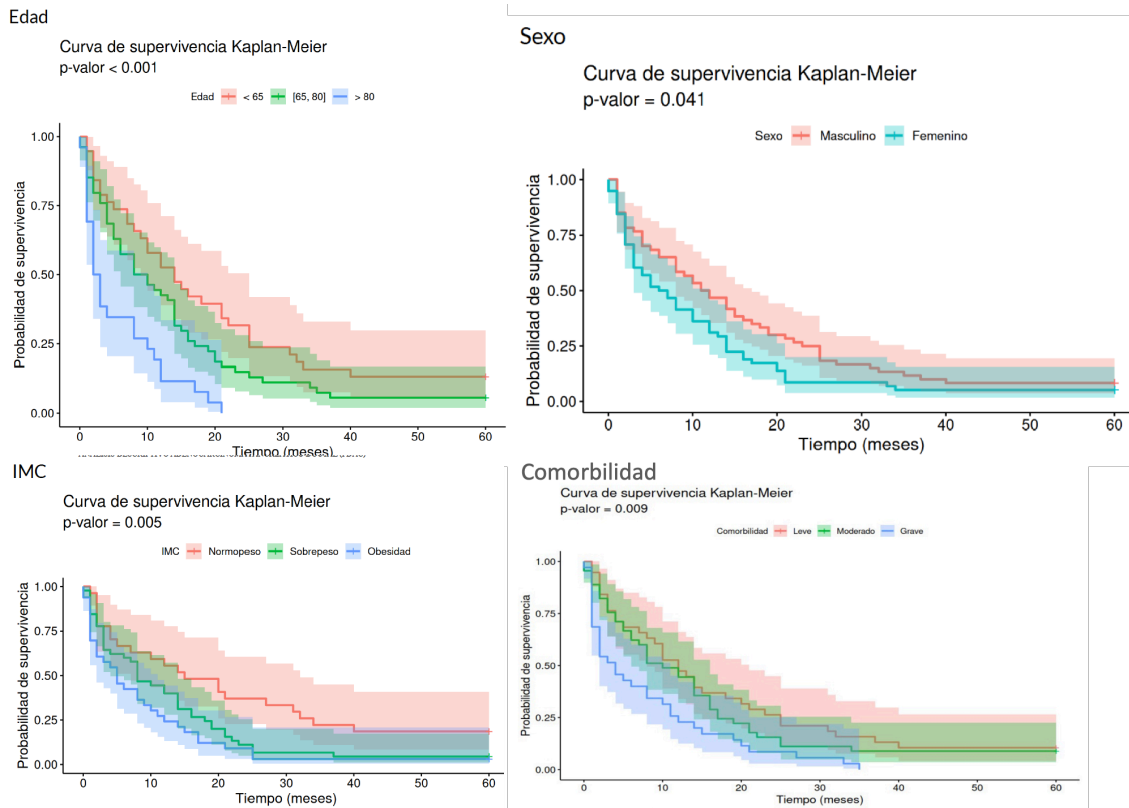 Edad
Curva de supervivencia Kaplan-Meier
p-valor < 0.001
Edad < 65 [65, 80] > 80
Probabilidad de supervivencia
1.00
0.75
0.50
0.25
0.00
0 10 20 30 40 50 60
Tiempo (meses)
Sexo
Curva de supervivencia Kaplan-Meier
p-valor = 0.041
Sexo Masculino Femenino
Probabilidad de supervivencia
1.00
0.75
0.50
0.25
0.00
0 10 20 30 40 50 60
Tiempo (meses)
IMC
Curva de supervivencia Kaplan-Meier
p-valor = 0.005
IMC Normopeso Sobrepeso Obesidad
Probabilidad de supervivencia
1.00
0.75
0.50
0.25
0.00
0 10 20 30 40 50 60
Tiempo (meses)
Comorbilidad
Curva de supervivencia Kaplan-Meier
p-valor = 0.009
Comorbilidad Leve Moderado Grave
Probabilidad de supervivencia
1.00
0.75
0.50
0.25
0.00
0 10 20 30 40 50 60
Tiempo (meses)